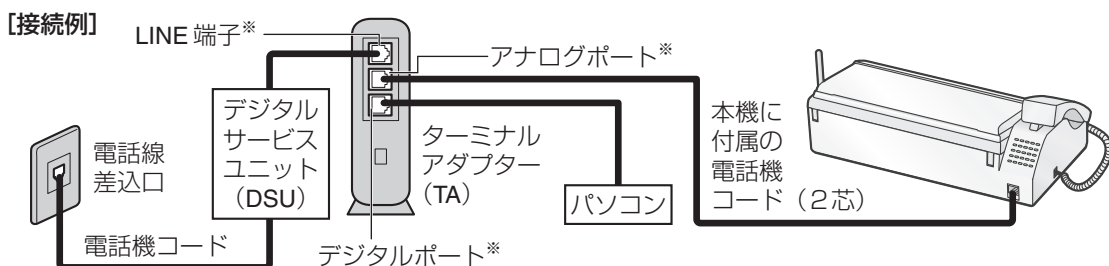 [接続例]
LINE 端子※
アナログポート※
デジタル
サービス
ユニット
（DSU）
ターミナル
アダプター
（TA）
電話線
差込口
本機に
付属の
電話機
コード（２芯）
パソコン
電話機コード
デジタルポート※